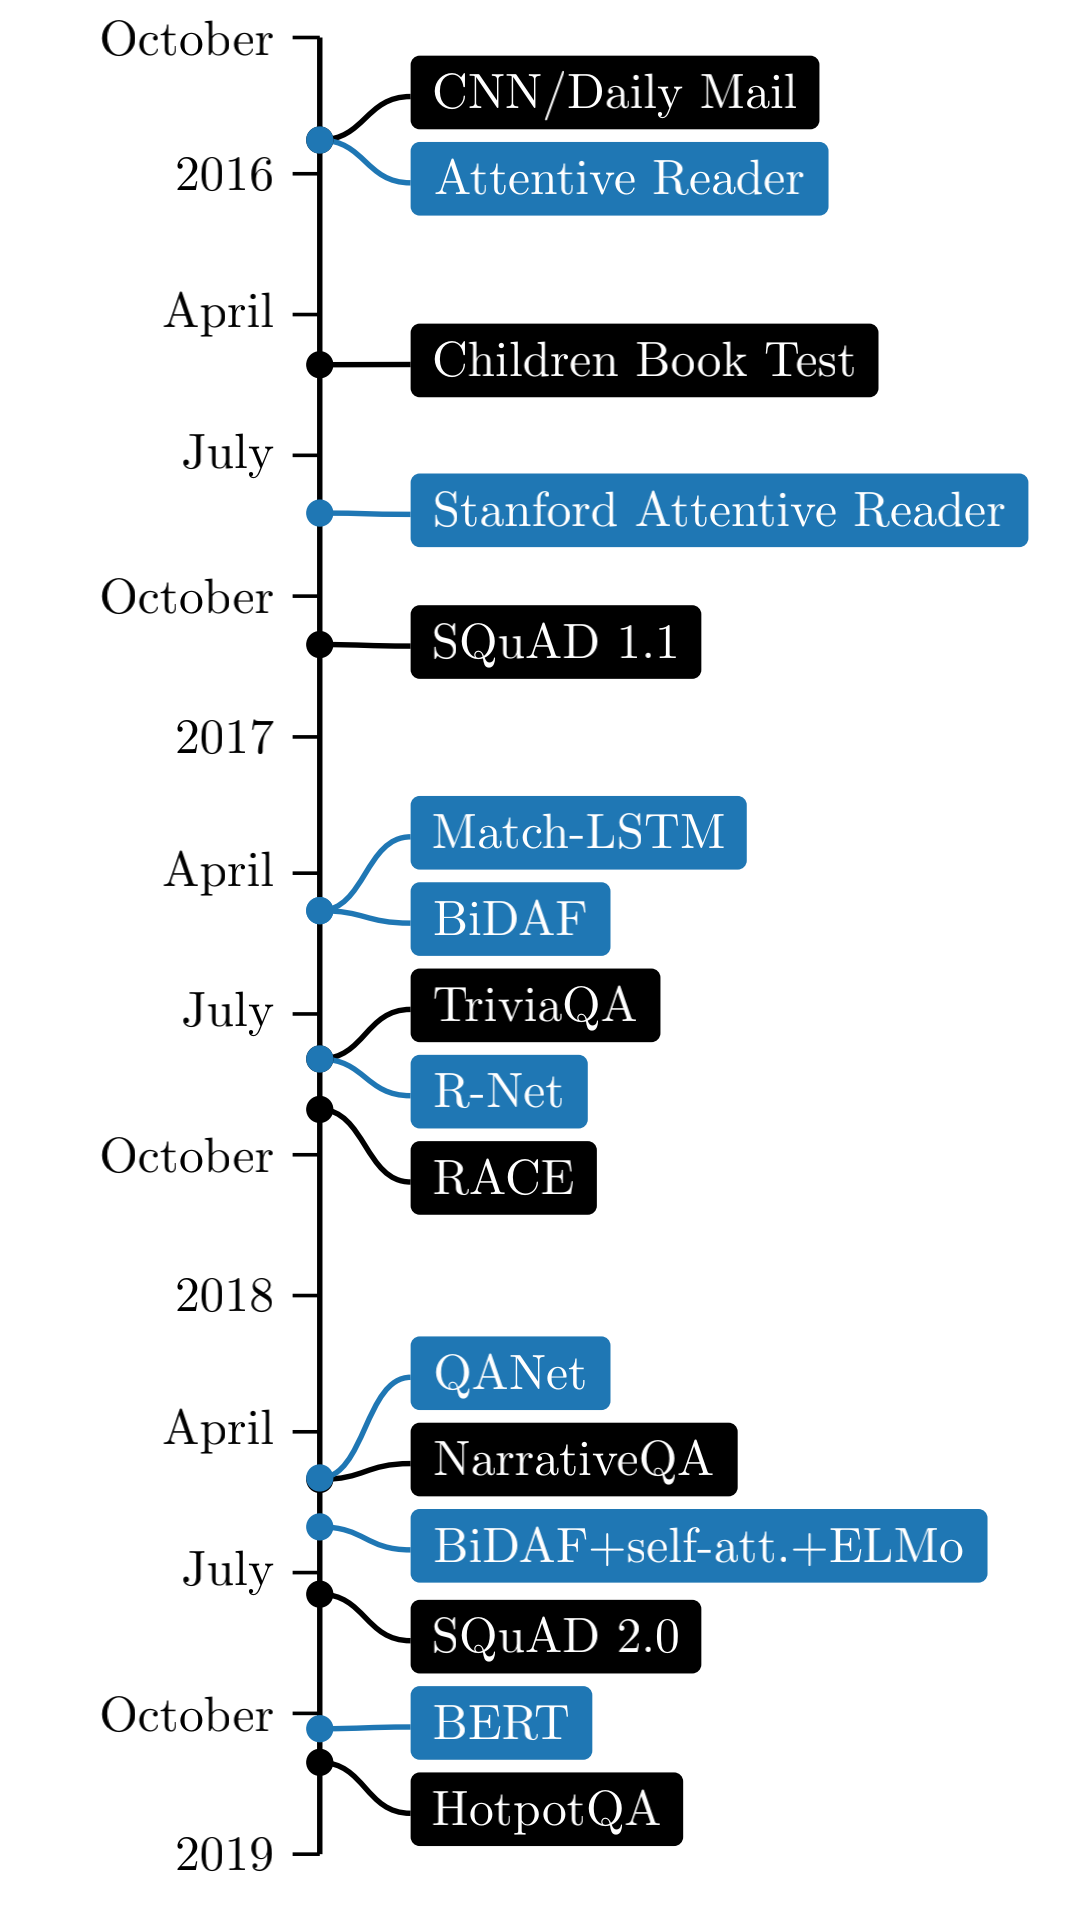 October
CNN/Daily Mail
2016
Attentive Reader
April
Children Book Test
July
Stanford Attentive Reader
October
SQuAD 1.1
2017
Match-LSTM
April
BiDAF
TriviaQA
July
R-Net
October
RACE
2018
QANet
April
NarrativeQA
BiDAF+self-att.+ELMo
July
SQuAD 2.0
October
BERT
HotpotQA
2019